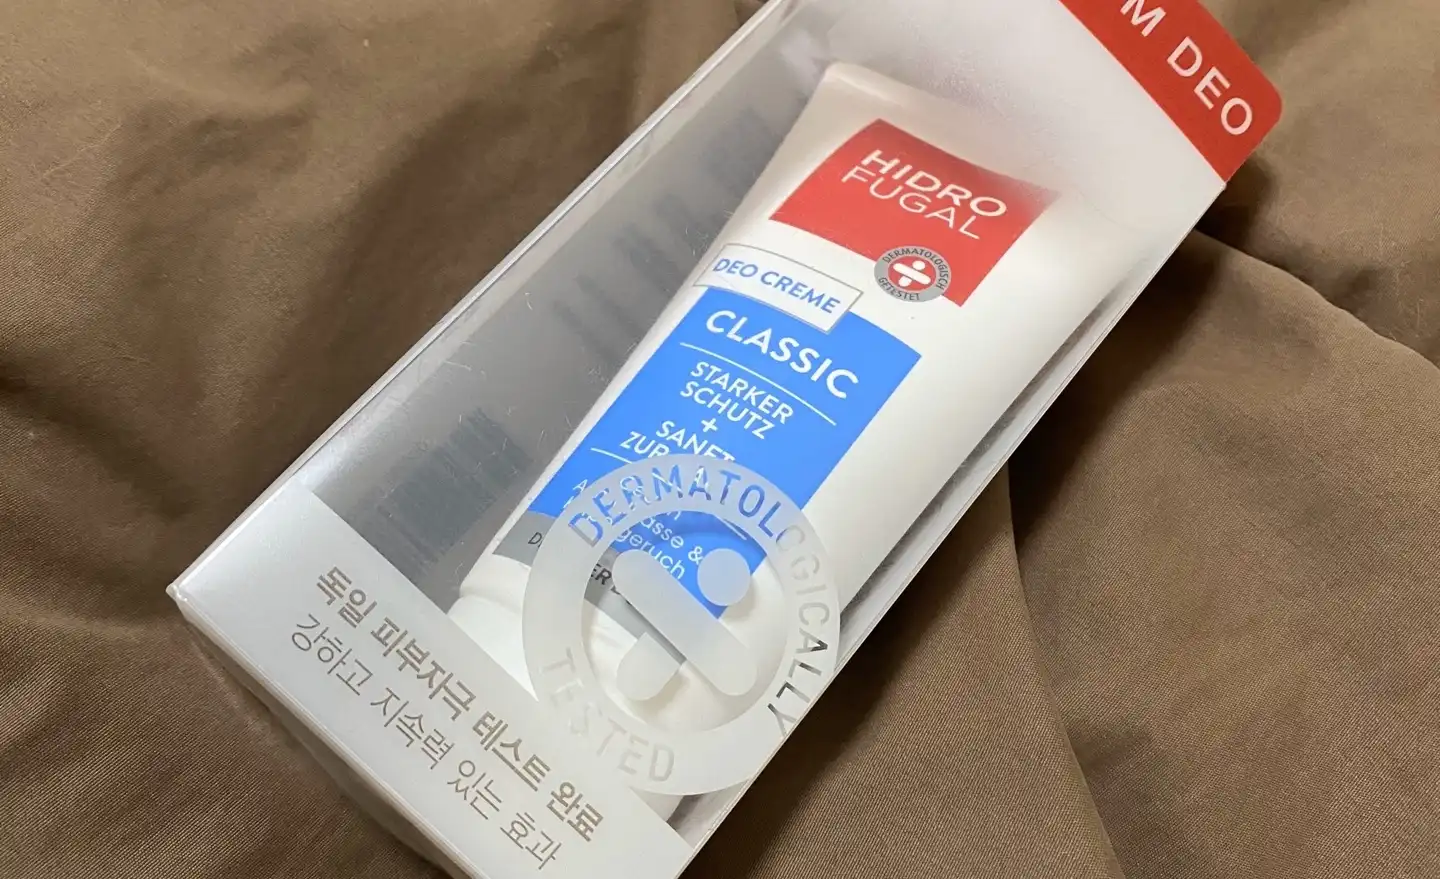 M DEO
HIDRO
FUGAL
DERMATOLOGISCH
GETESTET
DEO CREME
CLASSIC
STARKER
SCHUTZ
+
SANFT
&
geruch
DERMATOLOGICALLY
TESTED
독일 피부자극 테스트 완료
강하고 지속력 있는 효과